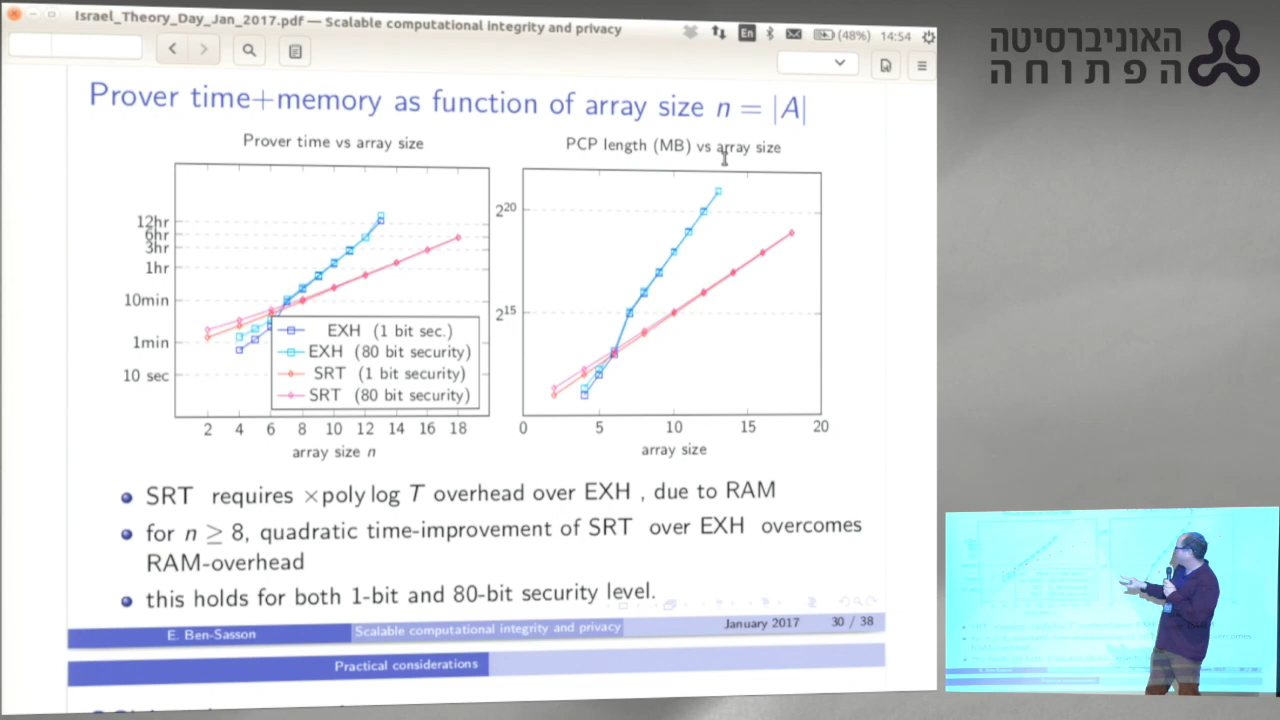 Israel_Theory_Day_Jan_2017.pdf — Scalable computational integrity and privacy
En
(48%)
14:54
האוניברסיטה
הפתוחה
Prover time+memory as function of array size n = |A|
Prover time vs array size
12hr
6hr
3hr
1hr
10min
1min
10 sec
EXH (1 bit sec.)
EXH (80 bit security)
SRT (1 bit security)
SRT (80 bit security)
2 4 6 8 10 12 14 16 18
array size n
PCP length (MB) vs array size
2^20
2^15
0 5 10 15 20
array size
SRT requires ×poly log T overhead over EXH , due to RAM
for n ≥ 8, quadratic time-improvement of SRT over EXH overcomes
RAM-overhead
this holds for both 1-bit and 80-bit security level.
E. Ben-Sasson
Scalable computational integrity and privacy
January 2017
30 / 38
Practical considerations